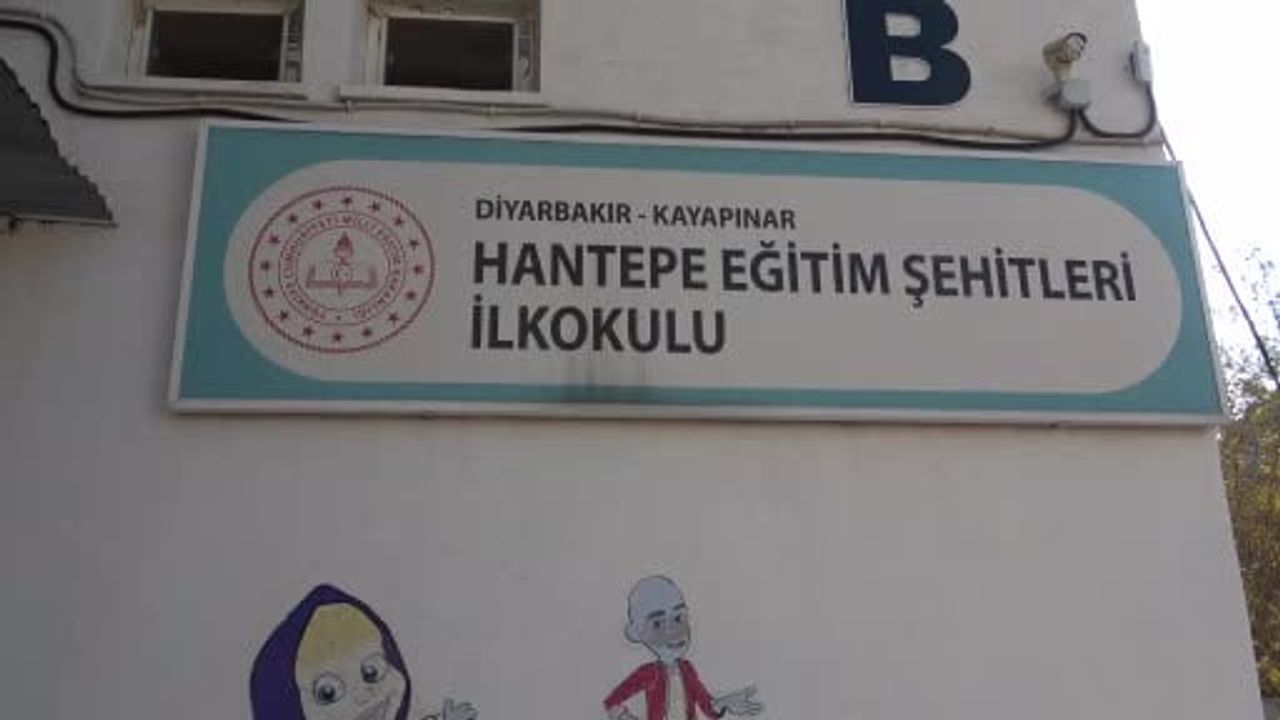 B
DİYARBAKIR - KAYAPINAR
HANTEPE EĞİTİM ŞEHİTLERİ
İLKOKULU